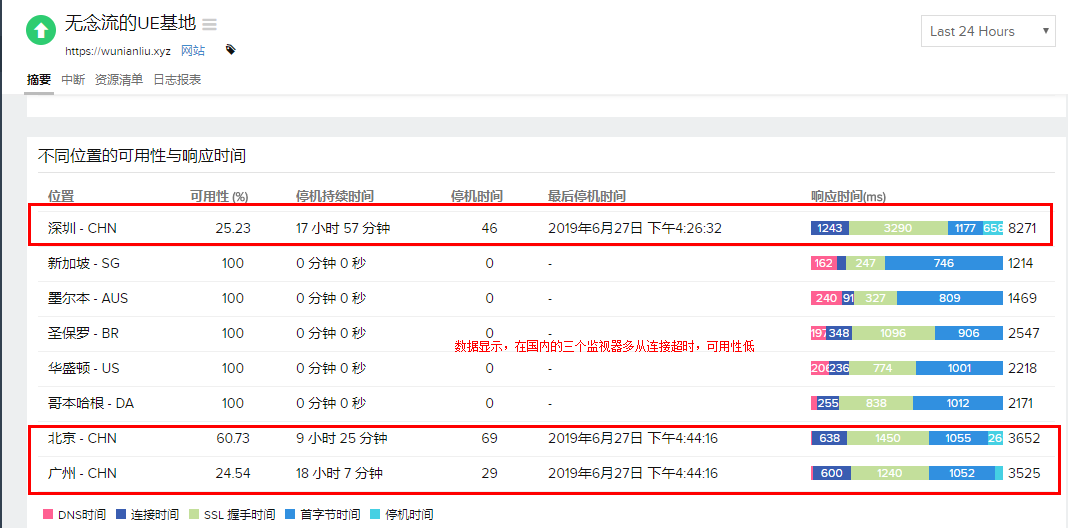 无念流的UE基地
https://wunianliu.xyz 网站
Last 24 Hours
摘要 中断 资源清单 日志报表
不同位置的可用性与响应时间
位置 可用性 (%) 停机持续时间 停机时间 最后停机时间 响应时间(ms)
深圳 - CHN 25.23 17 小时 57 分钟 46 2019年6月27日 下午4:26:32 1243 3290 1177 658 8271
新加坡 - SG 100 0 分钟 0 秒 0 - 162 247 746 1214
墨尔本 - AUS 100 0 分钟 0 秒 0 - 240 91 327 809 1469
圣保罗 - BR 100 0 分钟 0 秒 0 - 197 348 1096 906 2547
数据显示，在国内的三个监视器多从连接超时，可用性低
华盛顿 - US 100 0 分钟 0 秒 0 - 236 774 1001 2218
哥本哈根 - DA 100 0 分钟 0 秒 0 - 255 838 1012 2171
北京 - CHN 60.73 9 小时 25 分钟 69 2019年6月27日 下午4:44:16 638 1450 1055 26 3652
广州 - CHN 24.54 18 小时 7 分钟 29 2019年6月27日 下午4:44:16 600 1240 1052 3525
DNS时间 连接时间 SSL 握手时间 首字节时间 停机时间